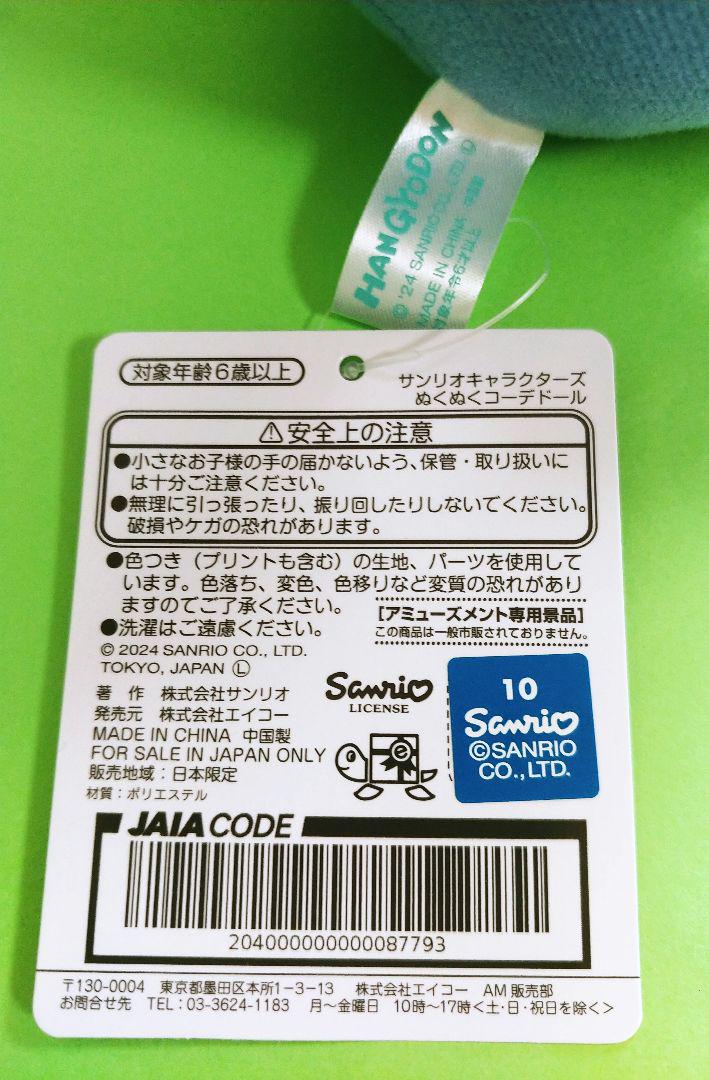 HANGYODON
© '24 SANRIO CO., LTD. Ⓛ
MADE IN CHINA 中国製
対象年令6才以上
対象年齢6歳以上
サンリオキャラクターズ
ぬくぬくコーデドール
⚠安全上の注意
●小さなお子様の手の届かないよう、保管・取り扱いに
は十分ご注意ください。
●無理に引っ張ったり、振り回したりしないでください。
破損やケガの恐れがあります。
●色つき（プリントも含む）の生地、パーツを使用して
います。色落ち、変色、色移りなど変質の恐れがあり
ますのでご了承ください。
●洗濯はご遠慮ください。
[アミューズメント専用景品]
この商品は一般市販されておりません。
© 2024 SANRIO CO., LTD.
TOKYO, JAPAN Ⓛ
著 作 株式会社サンリオ
発売元 株式会社エイコー
MADE IN CHINA 中国製
FOR SALE IN JAPAN ONLY
販売地域：日本限定
材質：ポリエステル
Sanrio
LICENSE
e
10
Sanrio
©SANRIO
CO.,LTD.
JAIA CODE
204000000000087793
〒130-0004 東京都墨田区本所1-3-13 株式会社エイコー AM販売部
お問合せ先 TEL：03-3624-1183 月～金曜日 10時～17時＜土・日・祝日を除く＞